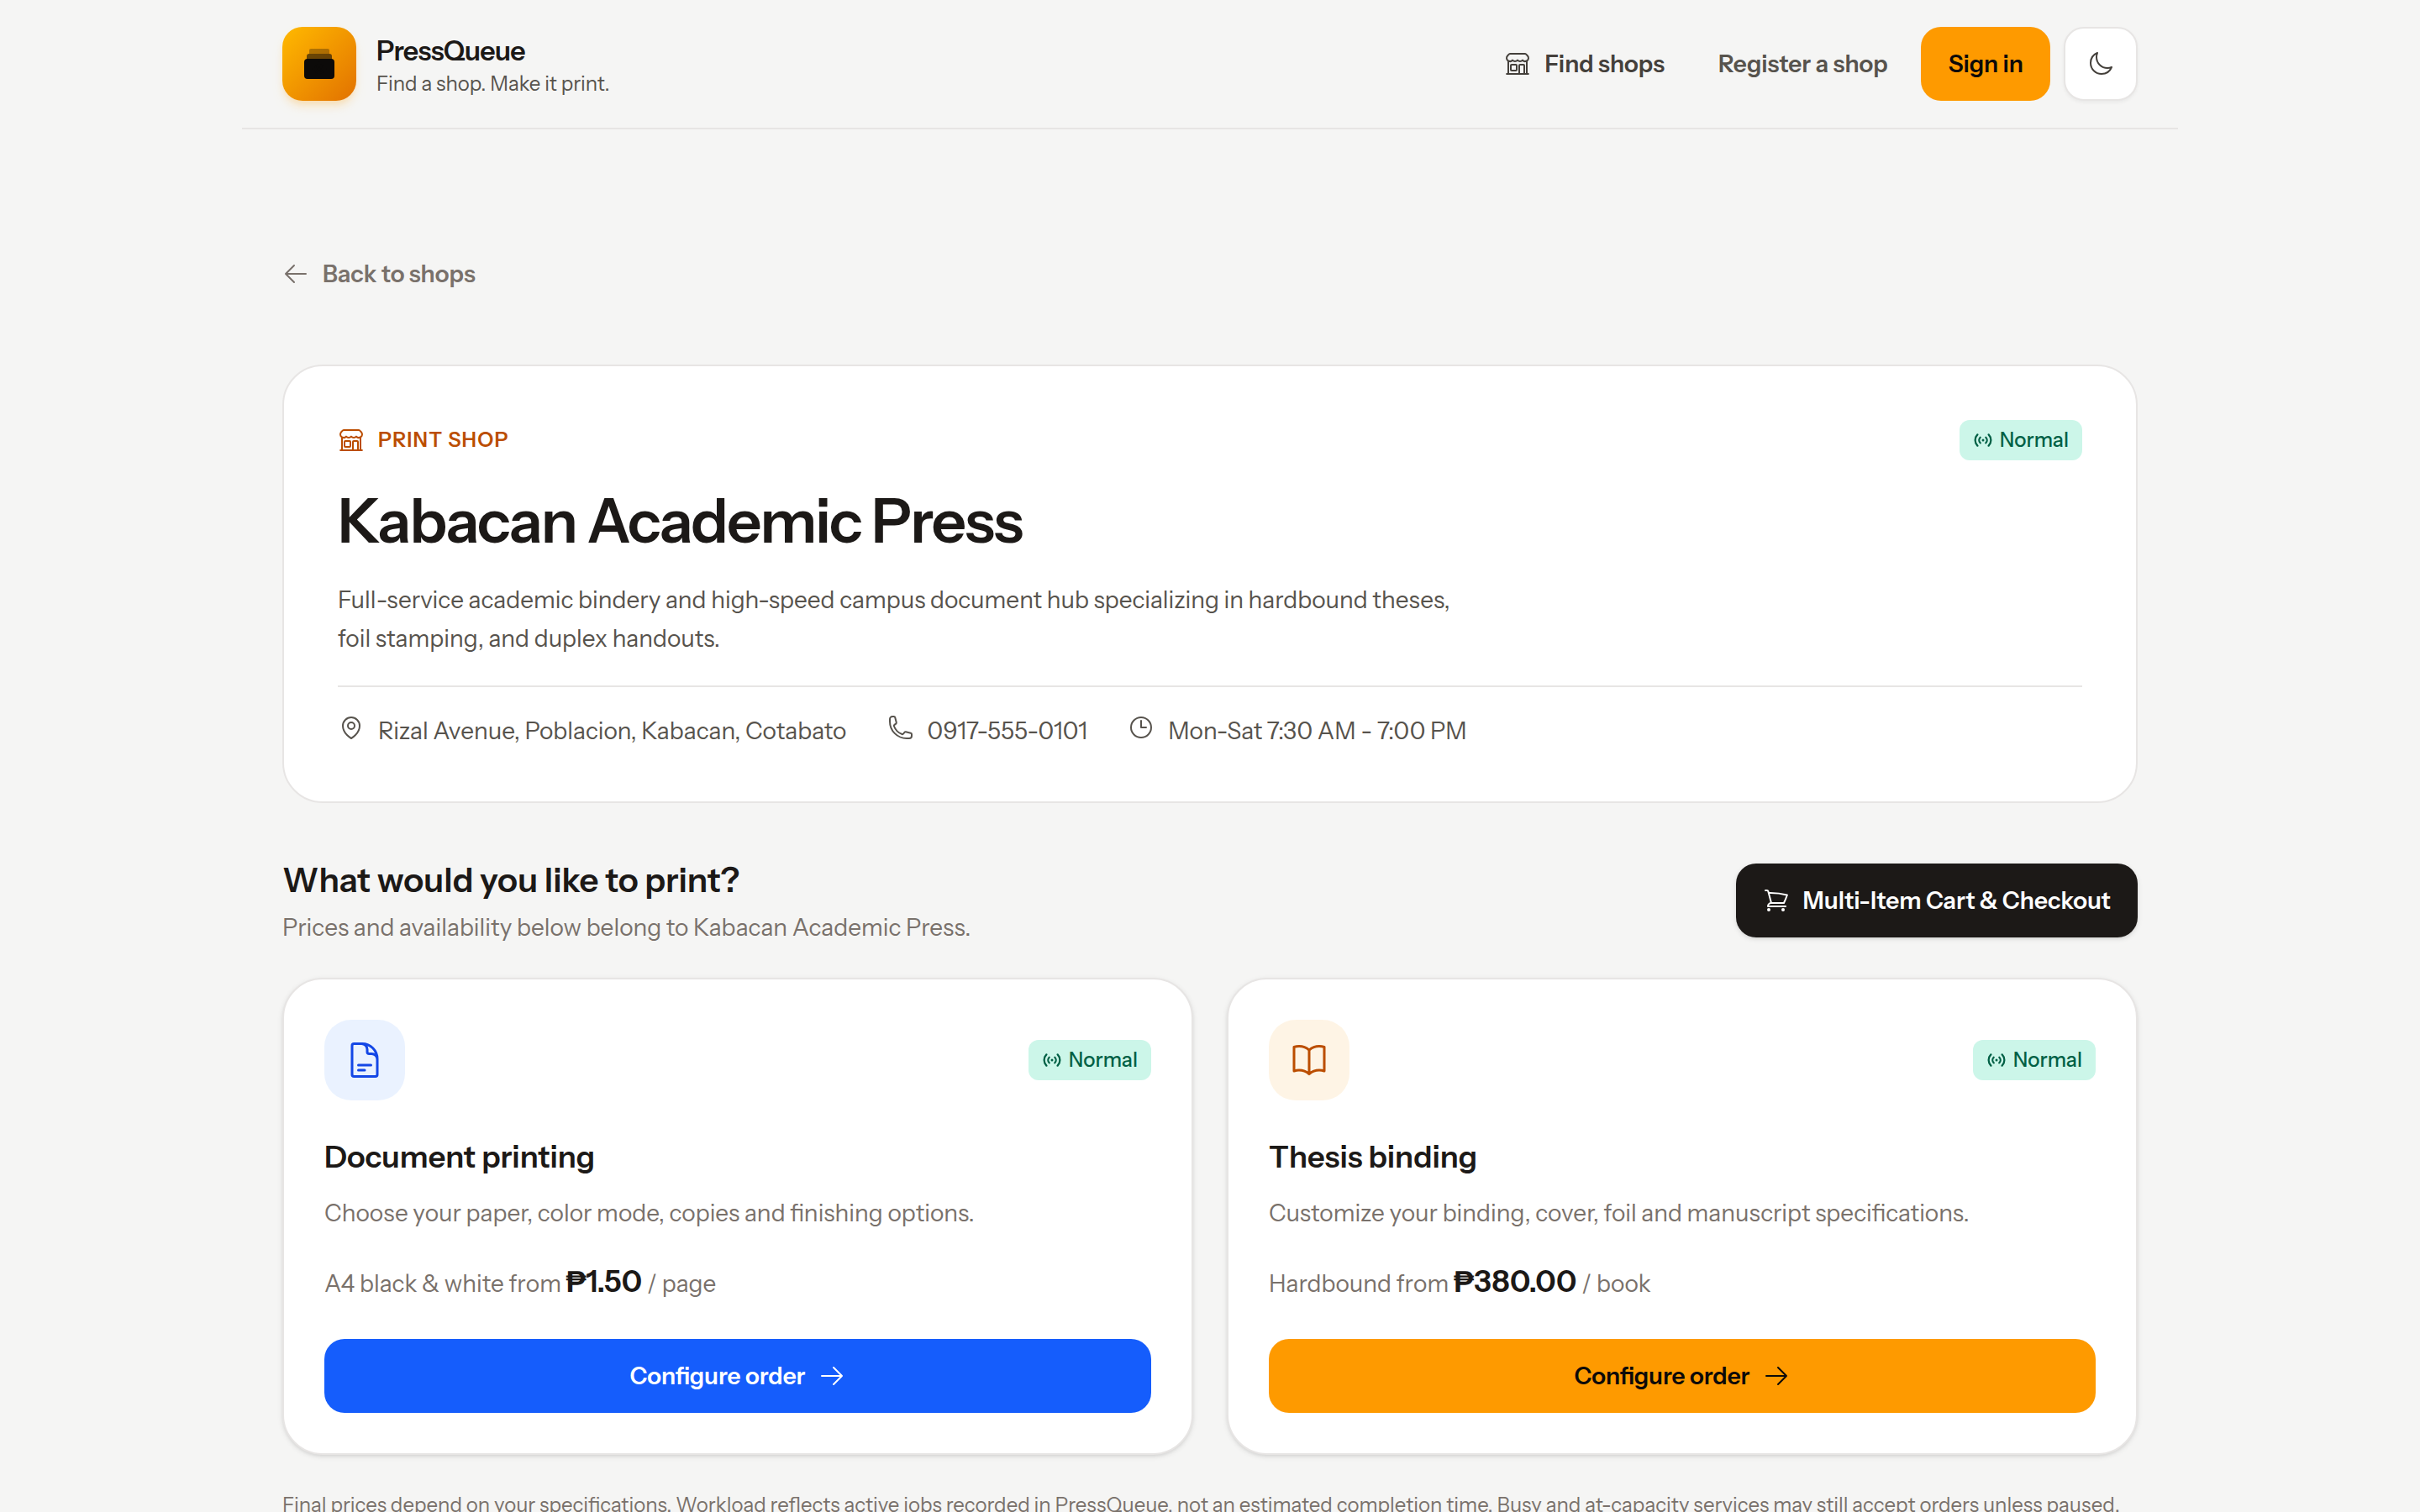 PressQueue
Find a shop. Make it print.
Find shops
Register a shop
Sign in
Back to shops
PRINT SHOP
Normal
Kabacan Academic Press
Full-service academic bindery and high-speed campus document hub specializing in hardbound theses,
foil stamping, and duplex handouts.
Rizal Avenue, Poblacion, Kabacan, Cotabato
0917-555-0101
Mon-Sat 7:30 AM - 7:00 PM
What would you like to print?
Prices and availability below belong to Kabacan Academic Press.
Multi-Item Cart & Checkout
Normal
Document printing
Choose your paper, color mode, copies and finishing options.
A4 black & white from ₱1.50 / page
Configure order
Normal
Thesis binding
Customize your binding, cover, foil and manuscript specifications.
Hardbound from ₱380.00 / book
Configure order
Final prices depend on your specifications. Workload reflects active jobs recorded in PressQueue, not an estimated completion time. Busy and at-capacity services may still accept orders unless paused.